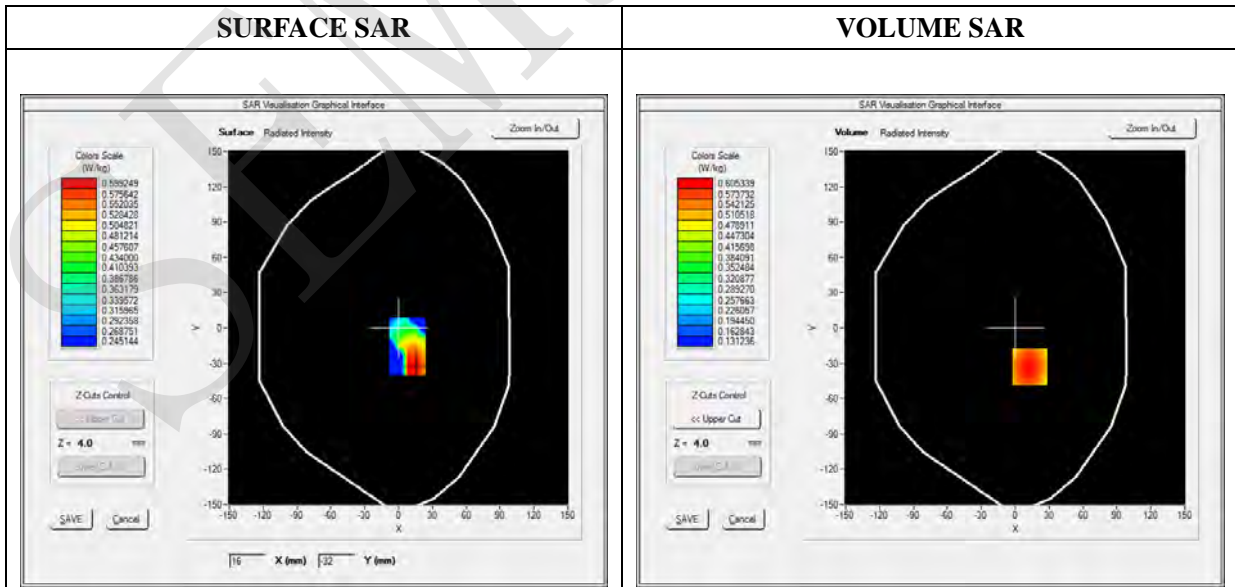 SURFACE SAR
SAR Visualisation Graphical Interface
Surface Radiated Intensity
Zoom In/Out
Colors Scale
(W/kg)
0.599249
0.575642
0.552035
0.528428
0.504821
0.481214
0.457607
0.434000
0.410393
0.386786
0.363179
0.339572
0.315965
0.292358
0.268751
0.245144
Z Cuts Control
<< Upper Cut
Z = 4.0 mm
SAVE
Cancel
150
120
90
60
30
0
-30
-60
-90
-120
-150
Y
-150 -120 -90 -60 -30 0 30 60 90 120 150
X
16 X (mm) -32 Y (mm)
VOLUME SAR
SAR Visualisation Graphical Interface
Volume Radiated Intensity
Zoom In/Out
Colors Scale
(W/kg)
0.605339
0.573732
0.542125
0.510518
0.478911
0.447304
0.415698
0.384091
0.352484
0.320877
0.289270
0.257663
0.226057
0.194450
0.162843
0.131236
Z Cuts Control
<< Upper Cut
Z = 4.0 mm
SAVE
Cancel
150
120
90
60
30
0
-30
-60
-90
-120
-150
Y
-150 -120 -90 -60 -30 0 30 60 90 120 150
X